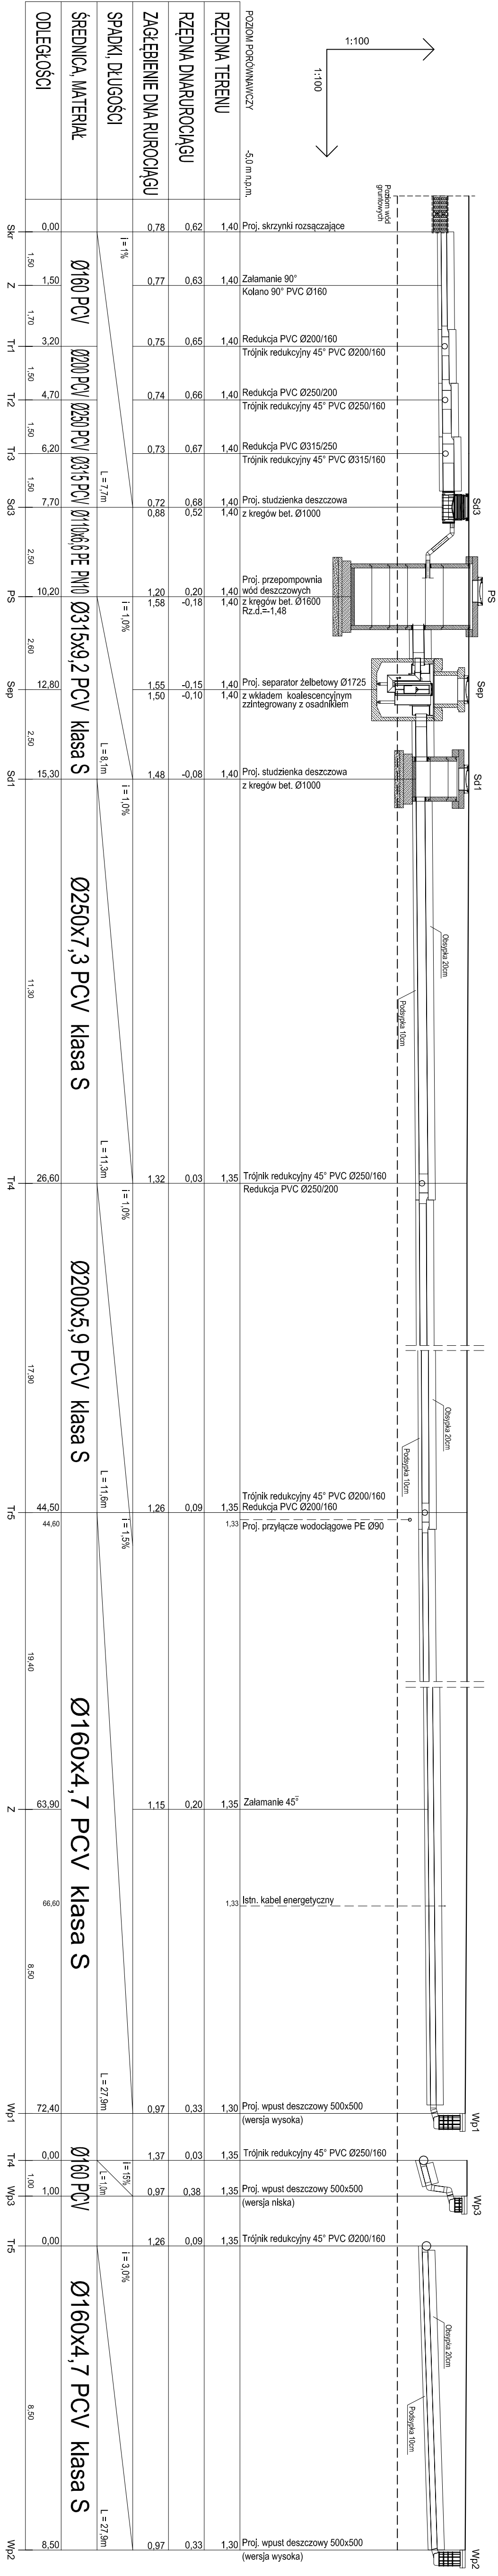 1:100
1:100
POZIOM PORÓWNAWCZY -5.0 m n.p.m.
RZĘDNA TERENU
RZĘDNA DNARUROCIĄGU
ZAGŁĘBIENIE DNA RUROCIĄGU
SPADKI, DŁUGOŚCI
ŚREDNICA, MATERIAŁ
ODLEGŁOŚCI
Poziom wód
gruntowych
Skr 0,00 0,78 0,62 1,40 Proj. skrzynki rozsączające
i = 1%
1,50
Z 1,50 0,77 0,63 1,40 Załamanie 90°
Kolano 90° PVC Ø160
Ø160 PCV
1,70
Tr1 3,20 0,75 0,65 1,40 Redukcja PVC Ø200/160
Trójnik redukcyjny 45° PVC Ø200/160
Ø200 PCV
1,50
Tr2 4,70 0,74 0,66 1,40 Redukcja PVC Ø250/200
Trójnik redukcyjny 45° PVC Ø250/160
Ø250 PCV
1,50
Tr3 6,20 0,73 0,67 1,40 Redukcja PVC Ø315/250
Trójnik redukcyjny 45° PVC Ø315/160
Ø315 PCV
1,50
L = 7,7m
Sd3 7,70 0,72 0,68 1,40 Proj. studzienka deszczowa Sd3
0,88 0,52 1,40 z kręgów bet. Ø1000
Ø110x6,6 PE PN10
2,50
PS 10,20 1,20 0,20 1,40 Proj. przepompownia PS
wód deszczowych
1,58 -0,18 1,40 z kręgów bet. Ø1600
Rz.d.=-1,48
i = 1,0%
Ø315x9,2 PCV klasa S
2,60
Sep 12,80 1,55 -0,15 1,40 Proj. separator żelbetowy Ø1725 Sep
1,50 -0,10 1,40 z wkładem koalescencyjnym
zzintegrowany z osadnikiem
2,50
L = 8,1m
Sd1 15,30 1,48 -0,08 1,40 Proj. studzienka deszczowa Sd1
z kręgów bet. Ø1000
i = 1,0%
Ø250x7,3 PCV klasa S
11,30
Obsypka 20cm
Podsypka 10cm
L = 11,3m
Tr4 26,60 1,32 0,03 1,35 Trójnik redukcyjny 45° PVC Ø250/160
Redukcja PVC Ø250/200
i = 1,0%
Ø200x5,9 PCV klasa S
17,90
Obsypka 20cm
Podsypka 10cm
L = 11,6m
Trójnik redukcyjny 45° PVC Ø200/160
Tr5 44,50 1,26 0,09 1,35 Redukcja PVC Ø200/160
44,60 1,33 Proj. przyłącze wodociągowe PE Ø90
i = 1,5%
19,40
Ø160x4,7 PCV klasa S
Z 63,90 1,15 0,20 1,35 Załamanie 45°
66,60 1,33 Istn. kabel energetyczny
8,50
L = 27,9m
Wp1 72,40 0,97 0,33 1,30 Proj. wpust deszczowy 500x500 Wp1
(wersja wysoka)
Tr4 0,00 1,37 0,03 1,35 Trójnik redukcyjny 45° PVC Ø250/160
i = 15%
L = 1,0m
Ø160 PCV
1,00
Wp3 1,00 0,97 0,38 1,35 Proj. wpust deszczowy 500x500 Wp3
(wersja niska)
Tr5 0,00 1,26 0,09 1,35 Trójnik redukcyjny 45° PVC Ø200/160
i = 3,0%
Ø160x4,7 PCV klasa S
8,50
Obsypka 20cm
Podsypka 10cm
L = 27,9m
Wp2 8,50 0,97 0,33 1,30 Proj. wpust deszczowy 500x500 Wp2
(wersja wysoka)